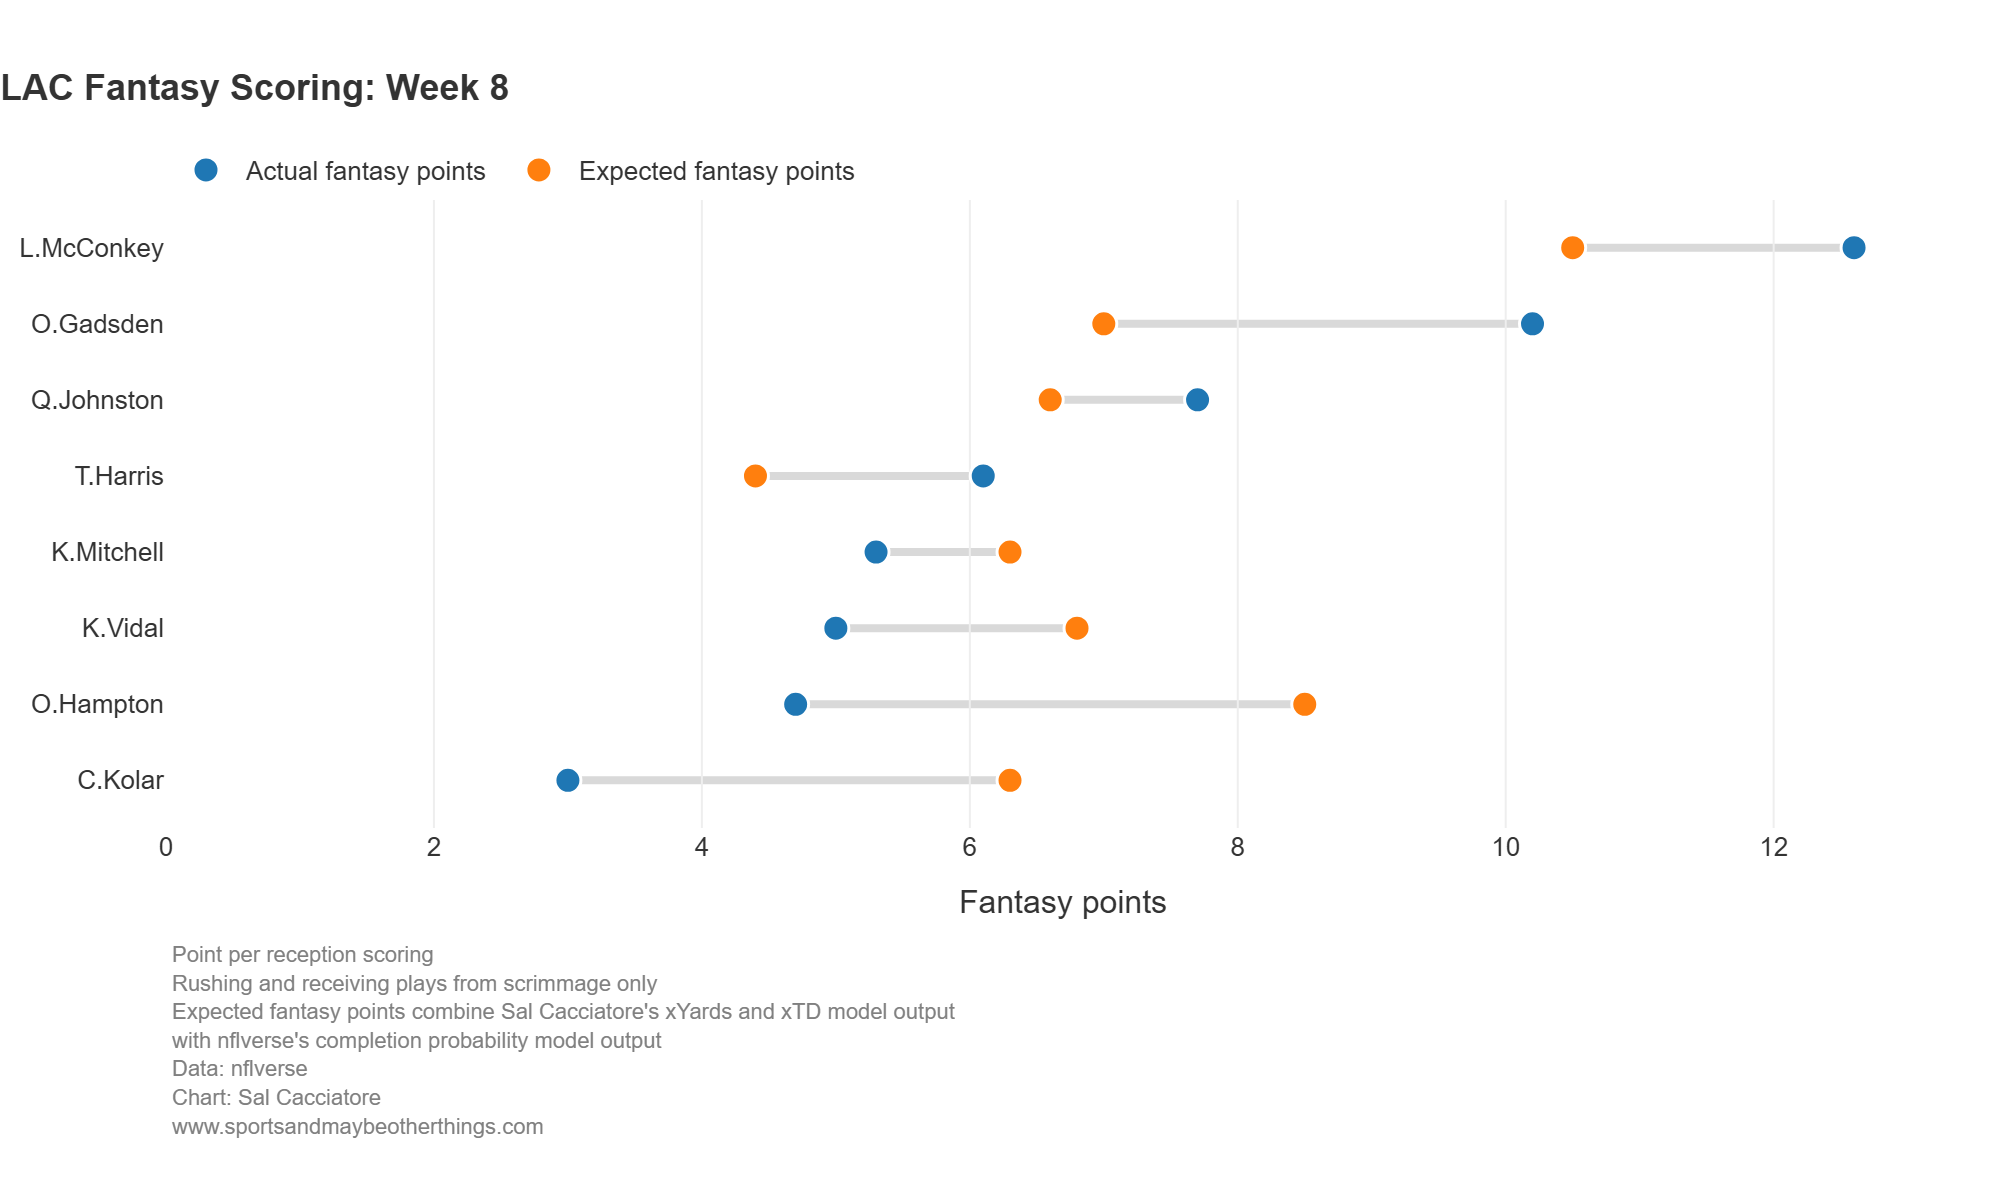 LAC Fantasy Scoring: Week 8
Actual fantasy points
Expected fantasy points
L.McConkey
O.Gadsden
Q.Johnston
T.Harris
K.Mitchell
K.Vidal
O.Hampton
C.Kolar
0 2 4 6 8 10 12
Fantasy points
Point per reception scoring
Rushing and receiving plays from scrimmage only
Expected fantasy points combine Sal Cacciatore's xYards and xTD model output
with nflverse's completion probability model output
Data: nflverse
Chart: Sal Cacciatore
www.sportsandmaybeotherthings.com